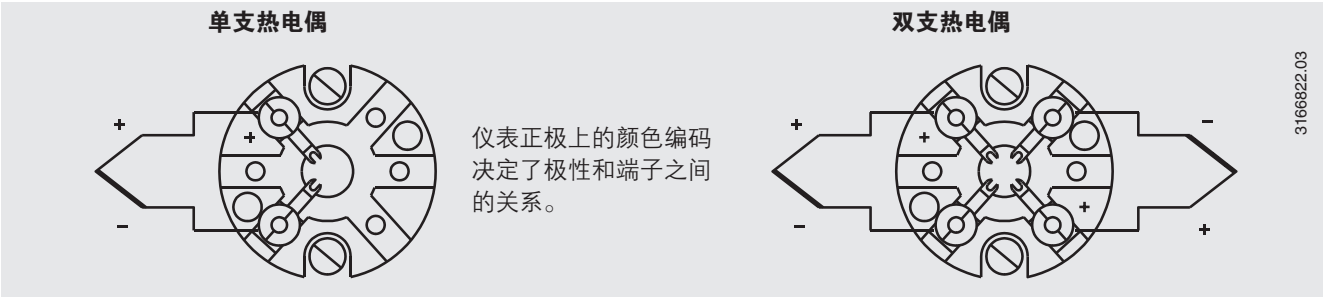 单支热电偶
双支热电偶
+
+
-
仪表正极上的颜色编码
决定了极性和端子之间
的关系。
+
+
-
-
+
+
3166822.03